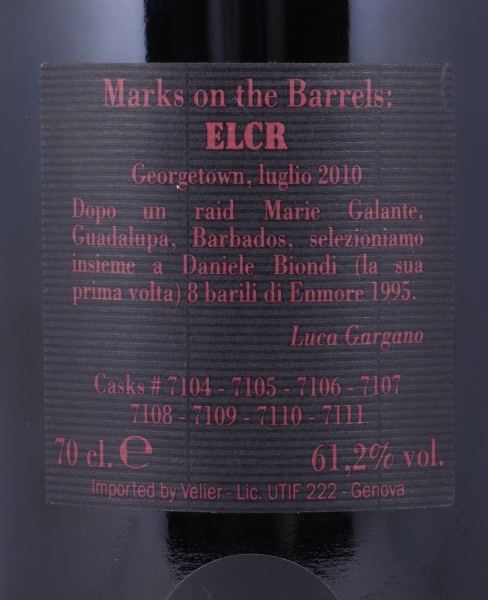 Marks on the Barrels:
ELCR
Georgetown, luglio 2010
Dopo un raid Marie Galante,
Guadalupa, Barbados, selezioniamo
insieme a Daniele Biondi (la sua
prima volta) 8 barili di Enmore 1995.
Luca Gargano
Casks # 7104 - 7105 - 7106 - 7107
7108 - 7109 - 7110 - 7111
70 cl. ℮ 61,2% vol.
Imported by Velier - Lic. UTIF 222 - Genova